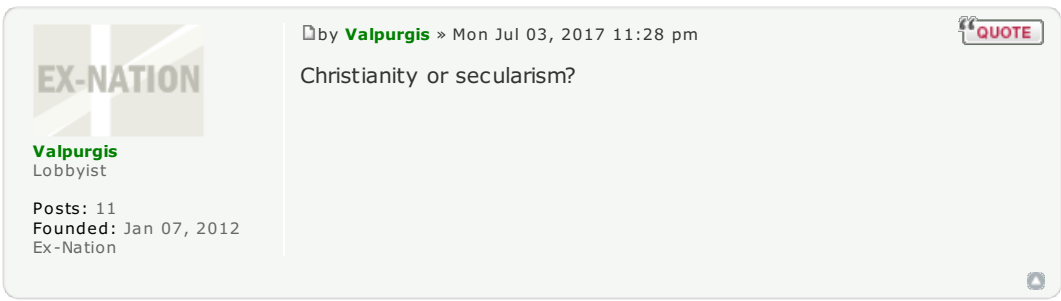 EX-NATION
Valpurgis
Lobbyist
Posts: 11
Founded: Jan 07, 2012
Ex-Nation
by Valpurgis » Mon Jul 03, 2017 11:28 pm
“QUOTE
Christianity or secularism?